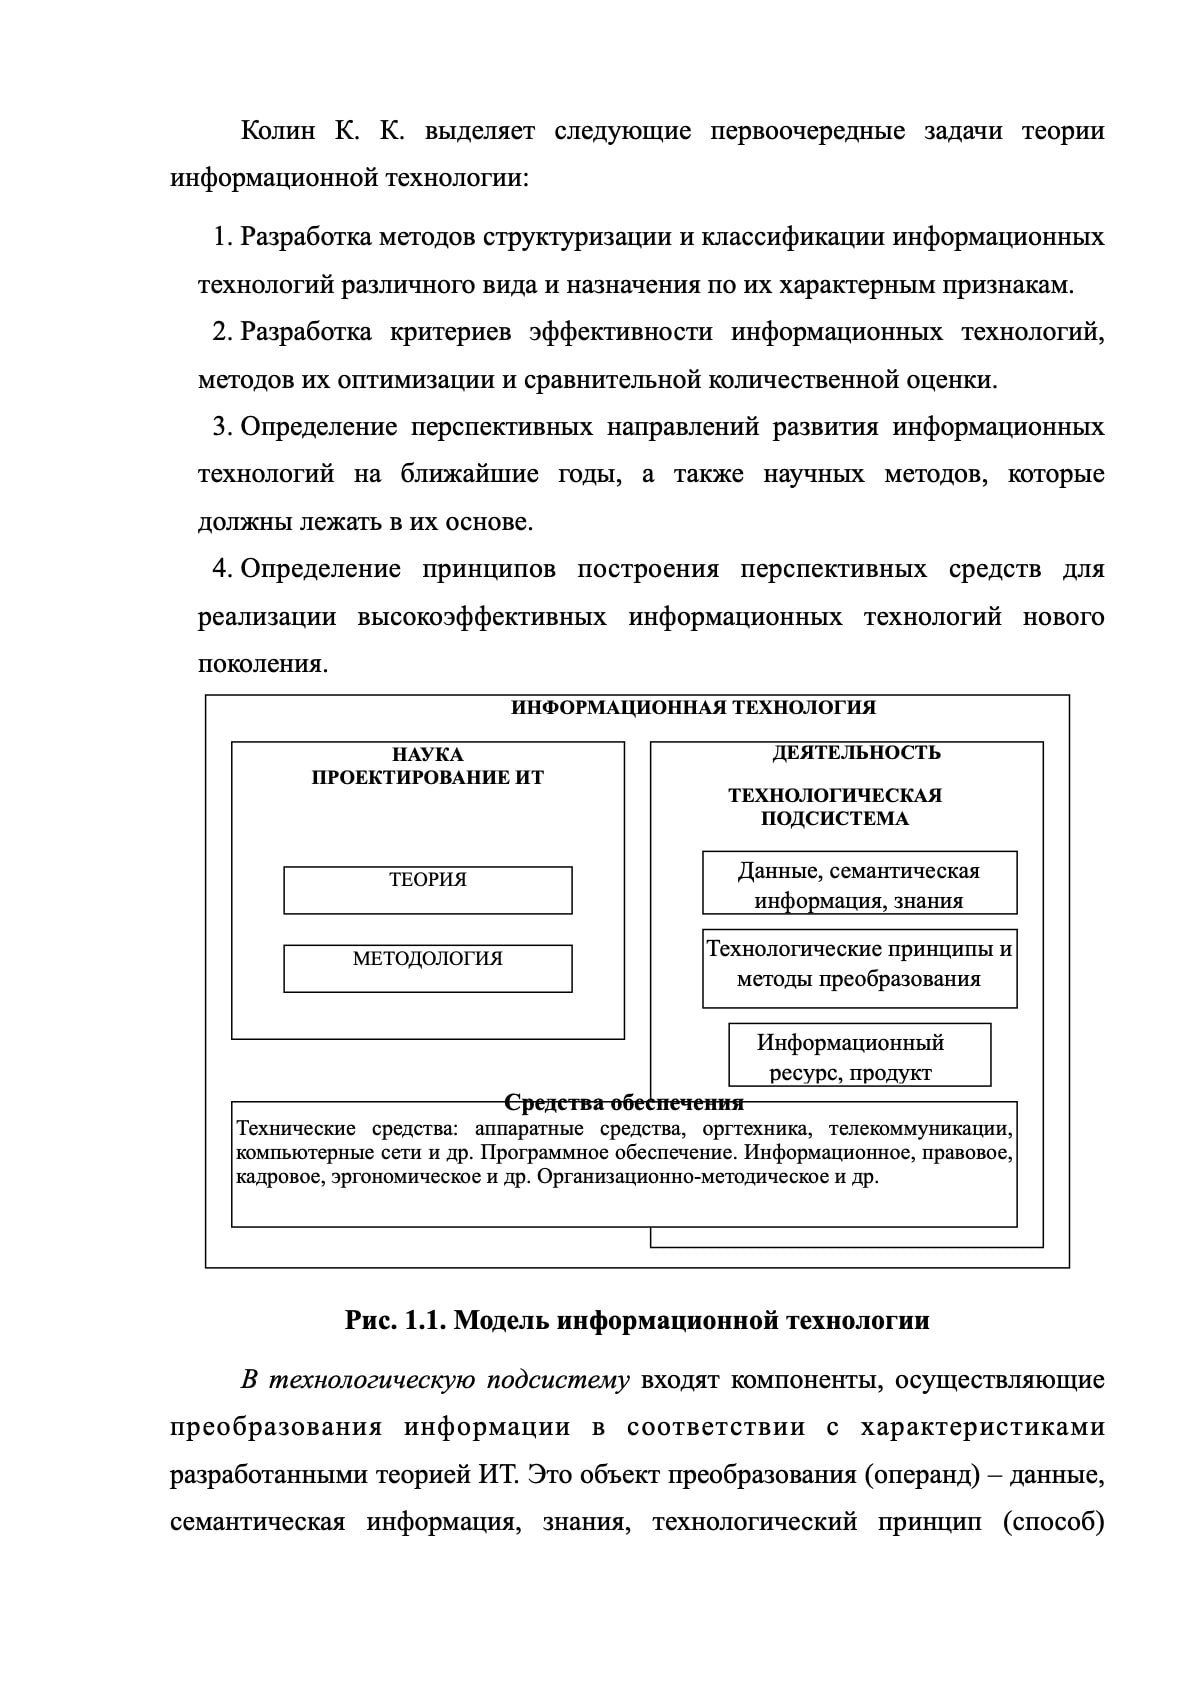 Колин К. К. выделяет следующие первоочередные задачи теории
информационной технологии:
1. Разработка методов структуризации и классификации информационных
технологий различного вида и назначения по их характерным признакам.
2. Разработка критериев эффективности информационных технологий,
методов их оптимизации и сравнительной количественной оценки.
3. Определение перспективных направлений развития информационных
технологий на ближайшие годы, а также научных методов, которые
должны лежать в их основе.
4. Определение принципов построения перспективных средств для
реализации высокоэффективных информационных технологий нового
поколения.
ИНФОРМАЦИОННАЯ ТЕХНОЛОГИЯ
НАУКА
ПРОЕКТИРОВАНИЕ ИТ
ТЕОРИЯ
МЕТОДОЛОГИЯ
ДЕЯТЕЛЬНОСТЬ
ТЕХНОЛОГИЧЕСКАЯ
ПОДСИСТЕМА
Данные, семантическая
информация, знания
Технологические принципы и
методы преобразования
Информационный
ресурс, продукт
Средства обеспечения
Технические средства: аппаратные средства, оргтехника, телекоммуникации,
компьютерные сети и др. Программное обеспечение. Информационное, правовое,
кадровое, эргономическое и др. Организационно-методическое и др.
Рис. 1.1. Модель информационной технологии
В технологическую подсистему входят компоненты, осуществляющие
преобразования информации в соответствии с характеристиками
разработанными теорией ИТ. Это объект преобразования (операнд) – данные,
семантическая информация, знания, технологический принцип (способ)